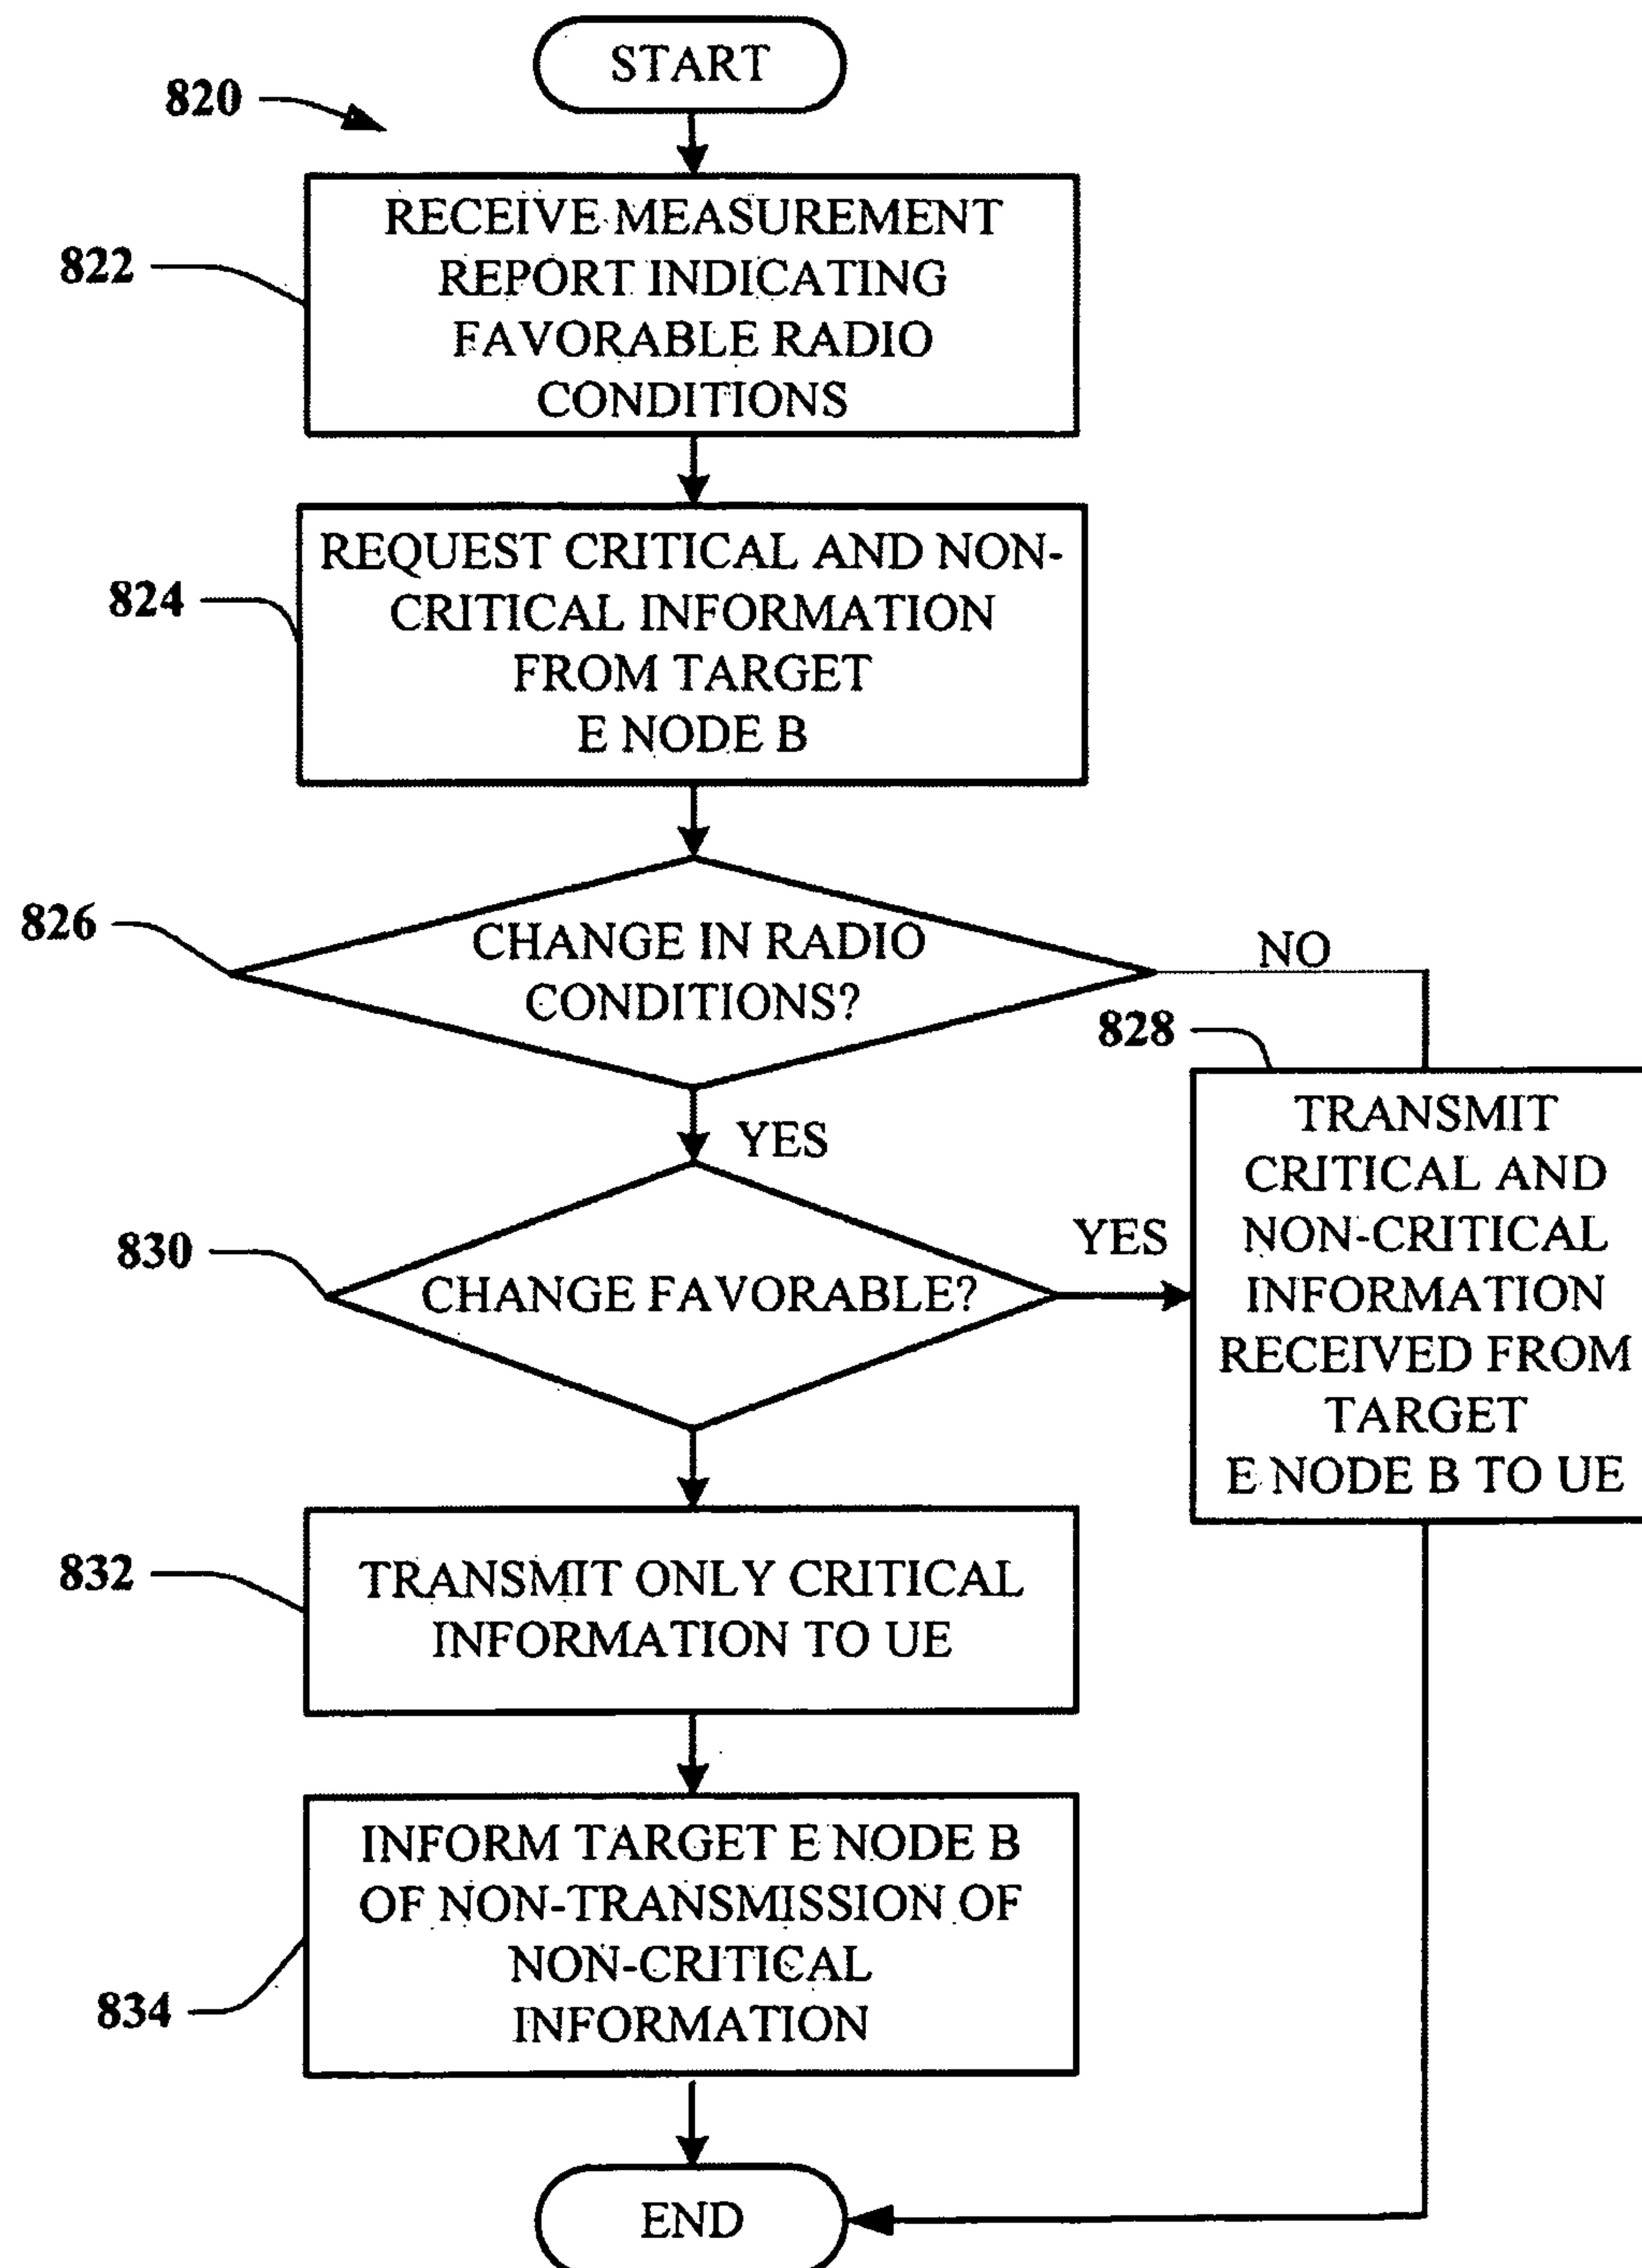 START
820
822
RECEIVE MEASUREMENT
REPORT INDICATING
FAVORABLE RADIO
CONDITIONS
824
REQUEST CRITICAL AND NON-
CRITICAL INFORMATION
FROM TARGET
E NODE B
826
CHANGE IN RADIO
CONDITIONS?
NO
YES
828
TRANSMIT
CRITICAL AND
NON-CRITICAL
INFORMATION
RECEIVED FROM
TARGET
E NODE B TO UE
830
CHANGE FAVORABLE?
YES
832
TRANSMIT ONLY CRITICAL
INFORMATION TO UE
834
INFORM TARGET E NODE B
OF NON-TRANSMISSION OF
NON-CRITICAL
INFORMATION
END